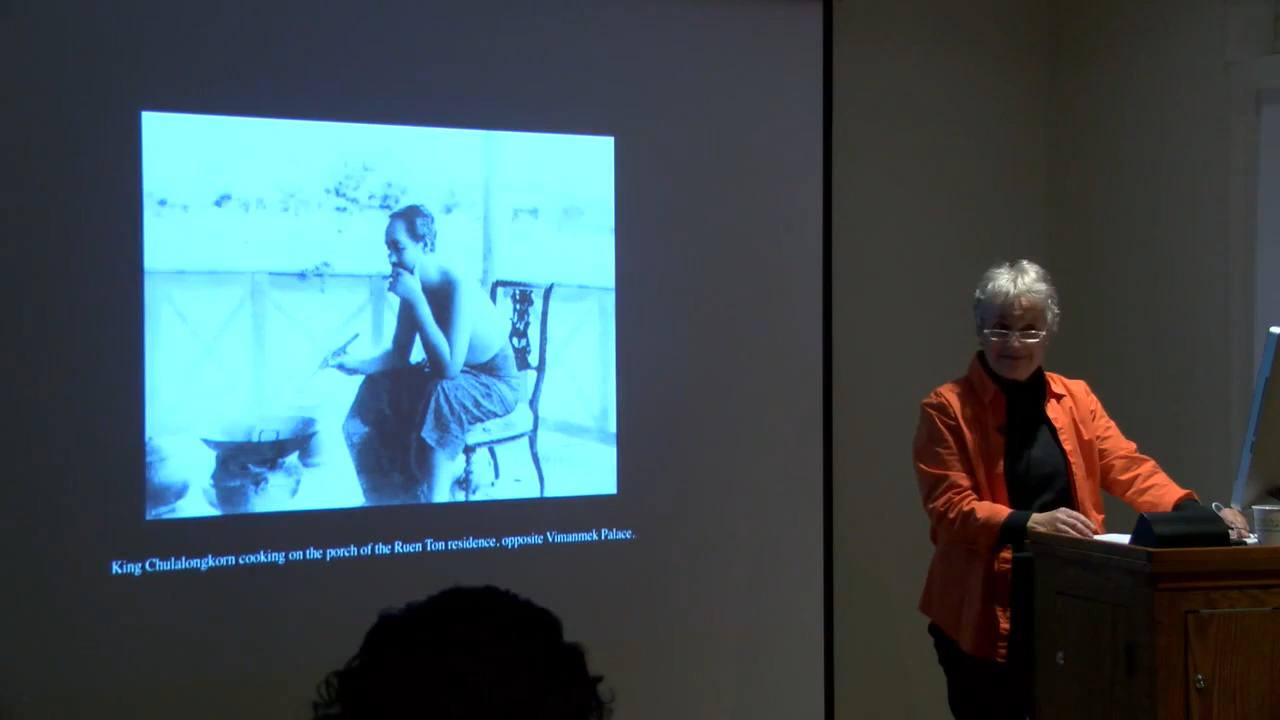 King Chulalongkorn cooking on the porch of the Ruen Ton residence, opposite Vimanmek Palace.